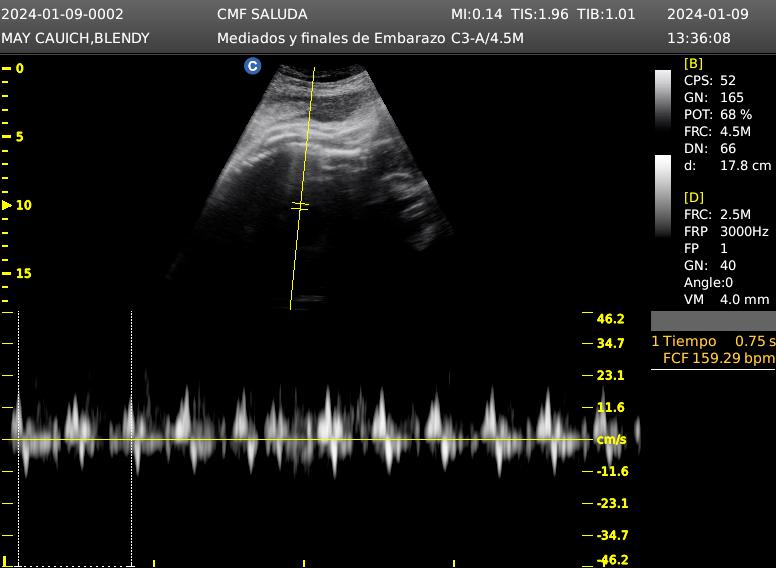 2024-01-09-0002 CMF SALUDA MI:0.14 TIS:1.96 TIB:1.01 2024-01-09
MAY CAUICH,BLENDY Mediados y finales de Embarazo C3-A/4.5M 13:36:08
C
0
5
10
15
[B]
CPS: 52
GN: 165
POT: 68 %
FRC: 4.5M
DN: 66
d: 17.8 cm
[D]
FRC: 2.5M
FRP 3000Hz
FP 1
GN: 40
Angle:0
VM 4.0 mm
1 Tiempo 0.75 s
FCF 159.29 bpm
46.2
34.7
23.1
11.6
cm/s
-11.6
-23.1
-34.7
-46.2